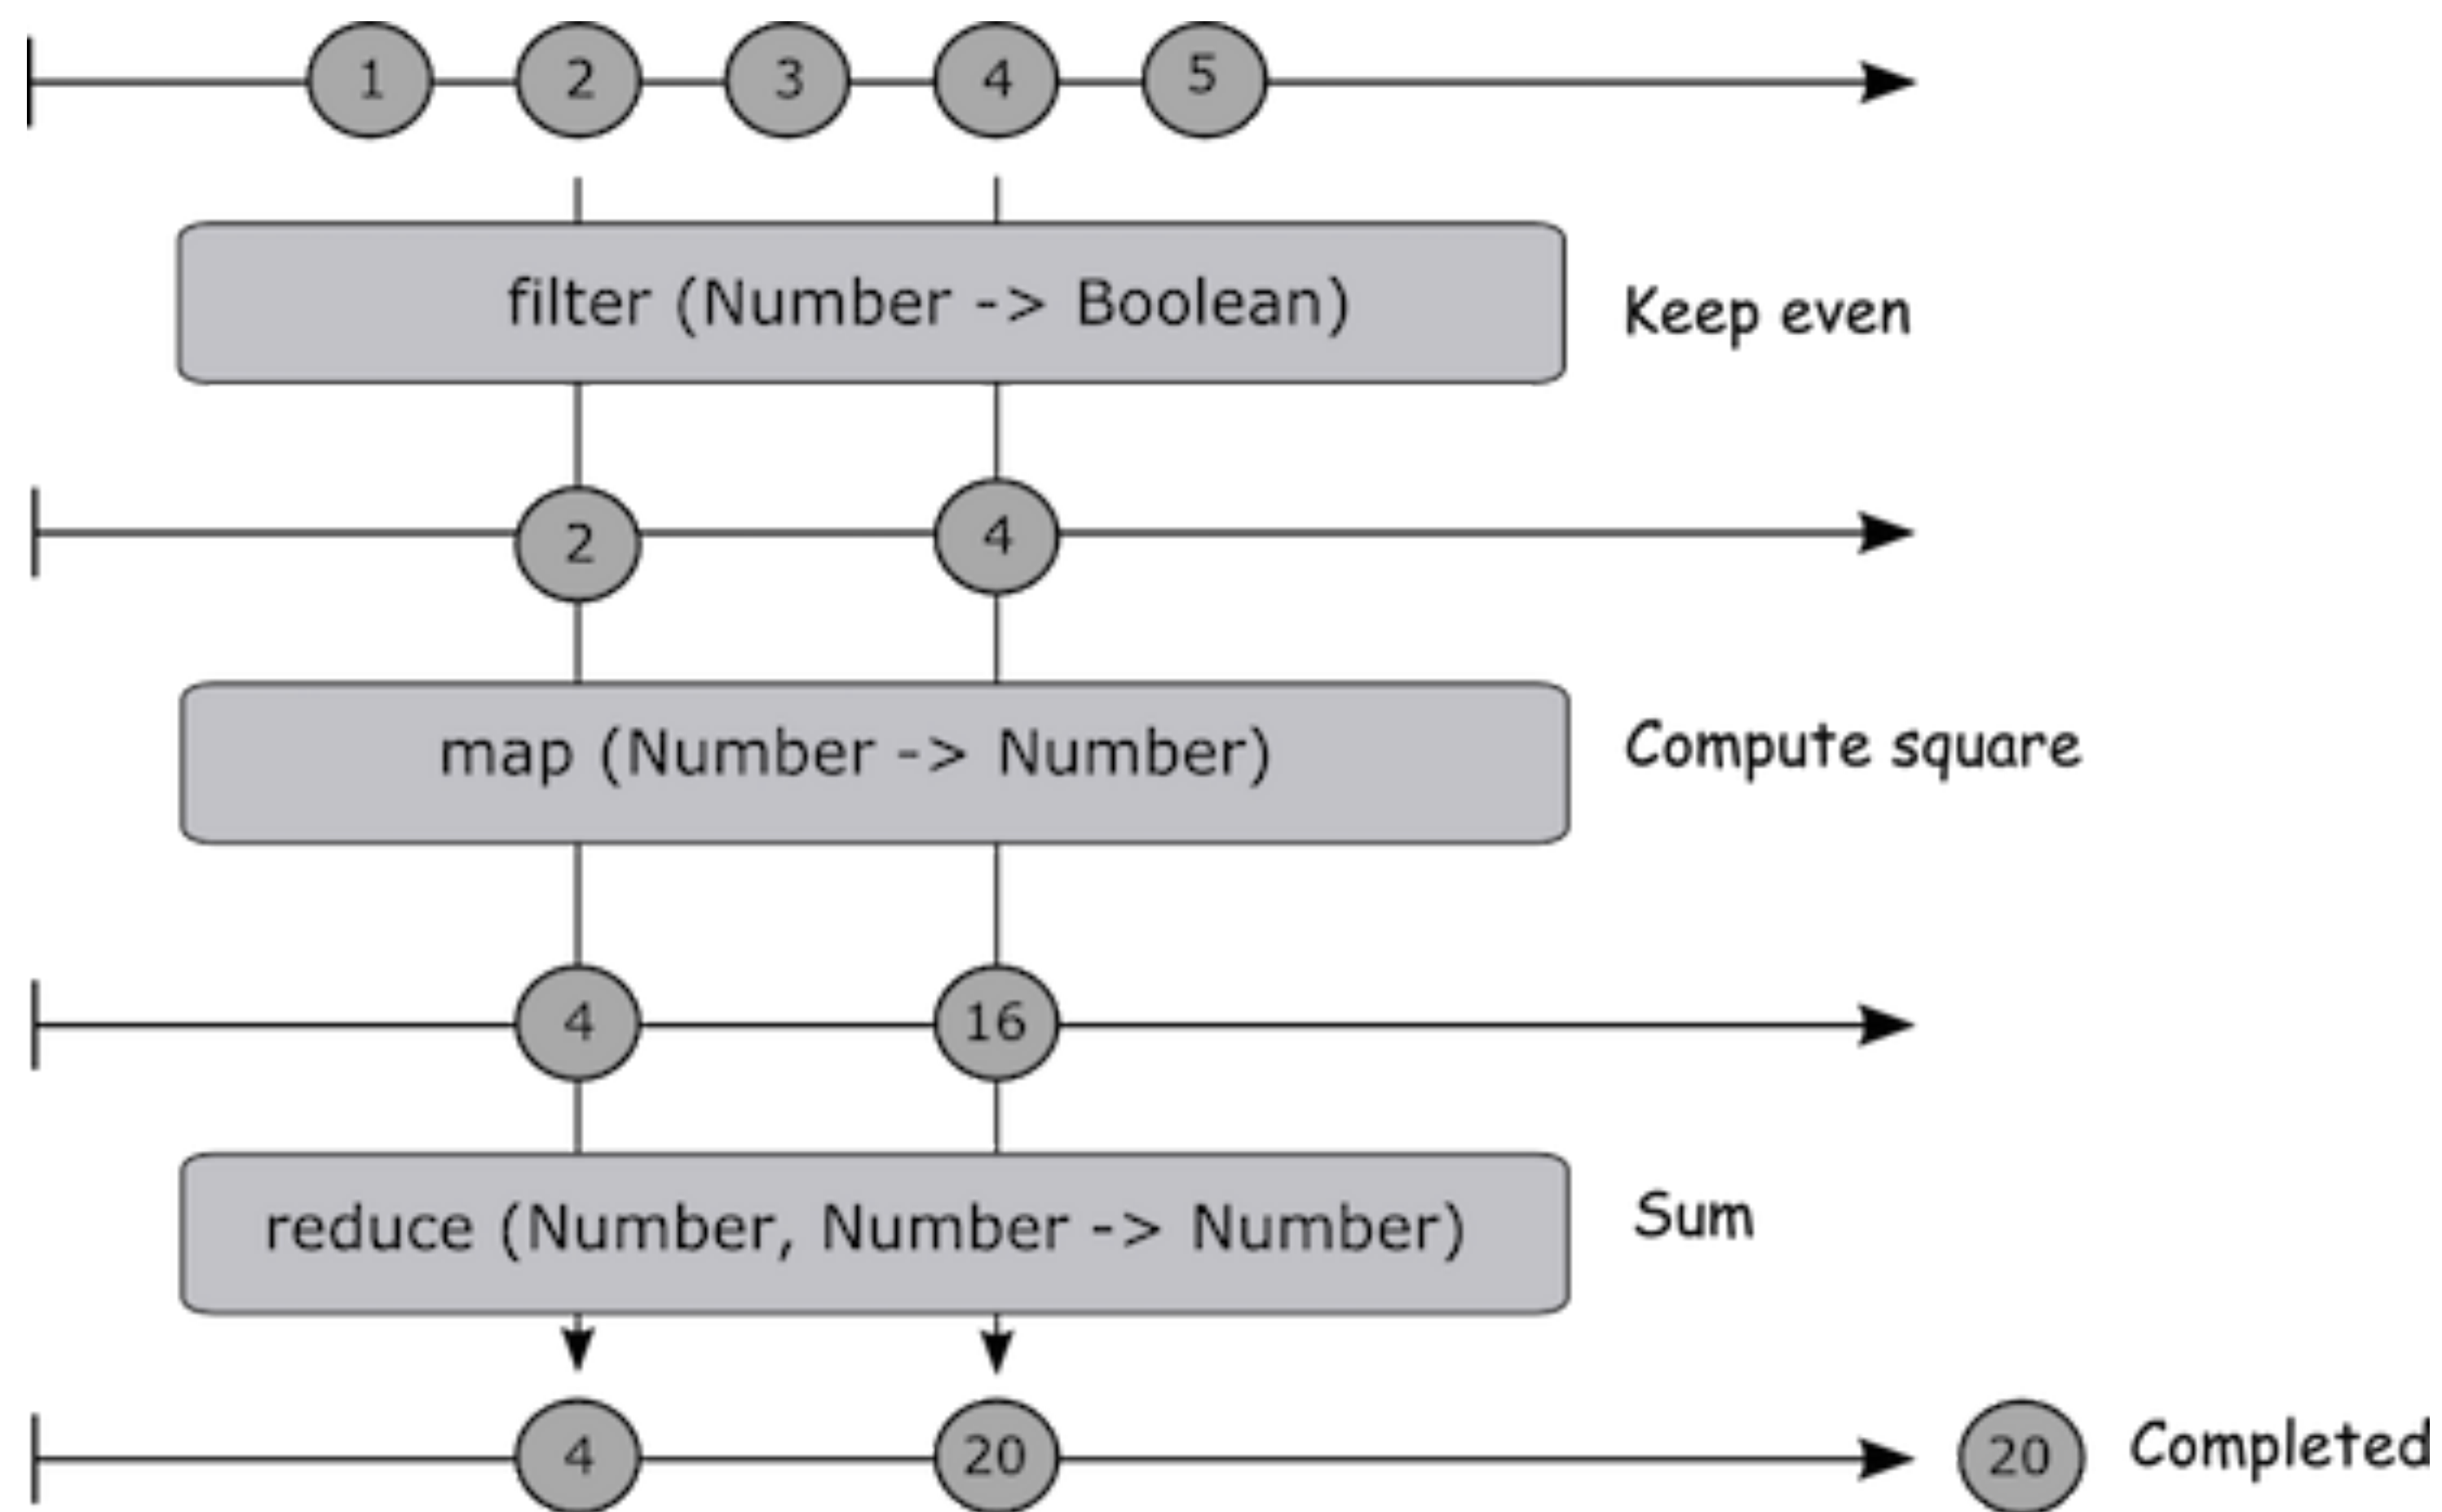 1 2 3 4 5
filter (Number -> Boolean)
Keep even
2 4
map (Number -> Number)
Compute square
4 16
reduce (Number, Number -> Number)
Sum
4 20 20 Completed